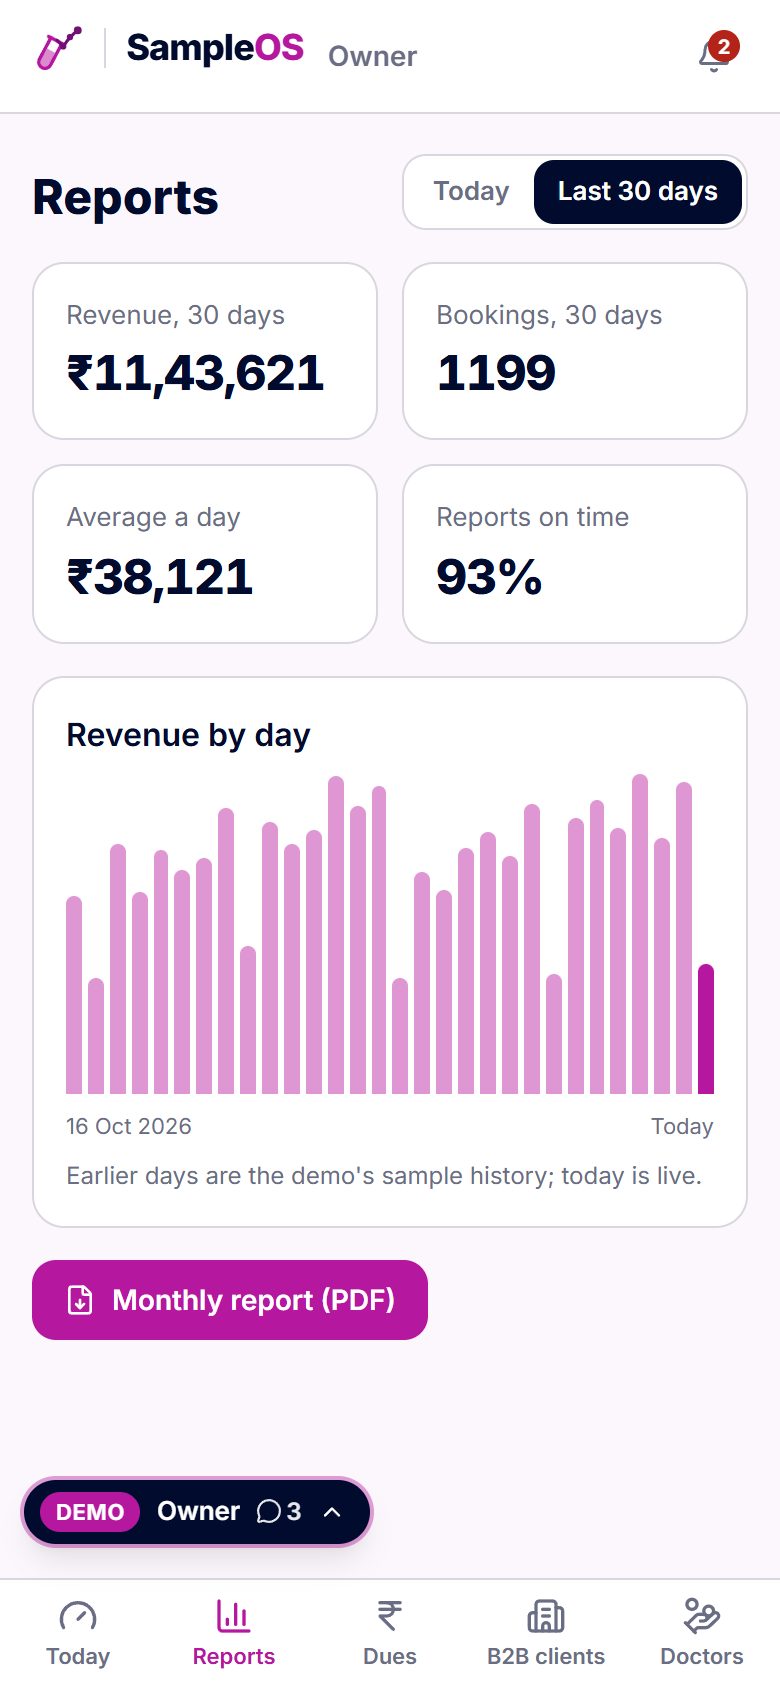 SampleOS Owner 2
Reports
Today Last 30 days
Revenue, 30 days
₹11,43,621
Bookings, 30 days
1199
Average a day
₹38,121
Reports on time
93%
Revenue by day
16 Oct 2026 Today
Earlier days are the demo's sample history; today is live.
Monthly report (PDF)
DEMO Owner 3
Today Reports Dues B2B clients Doctors